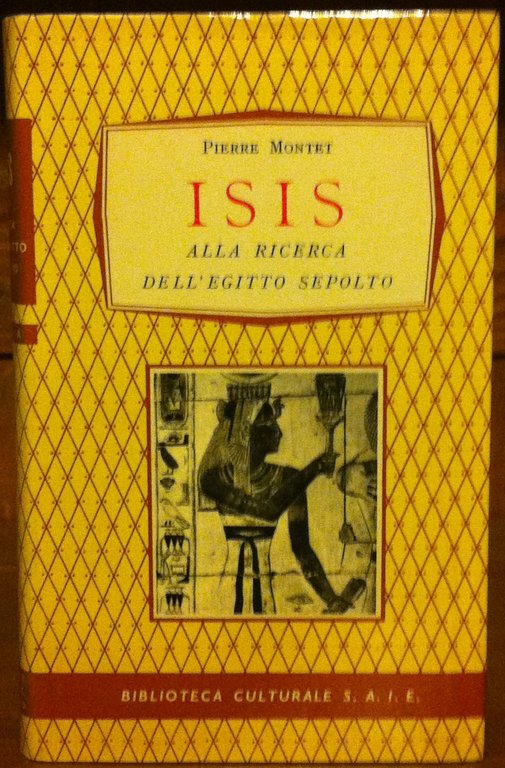 PIERRE MONTET
ISIS
ALLA RICERCA
DELL'EGITTO SEPOLTO
BIBLIOTECA CULTURALE S. A. I. E.